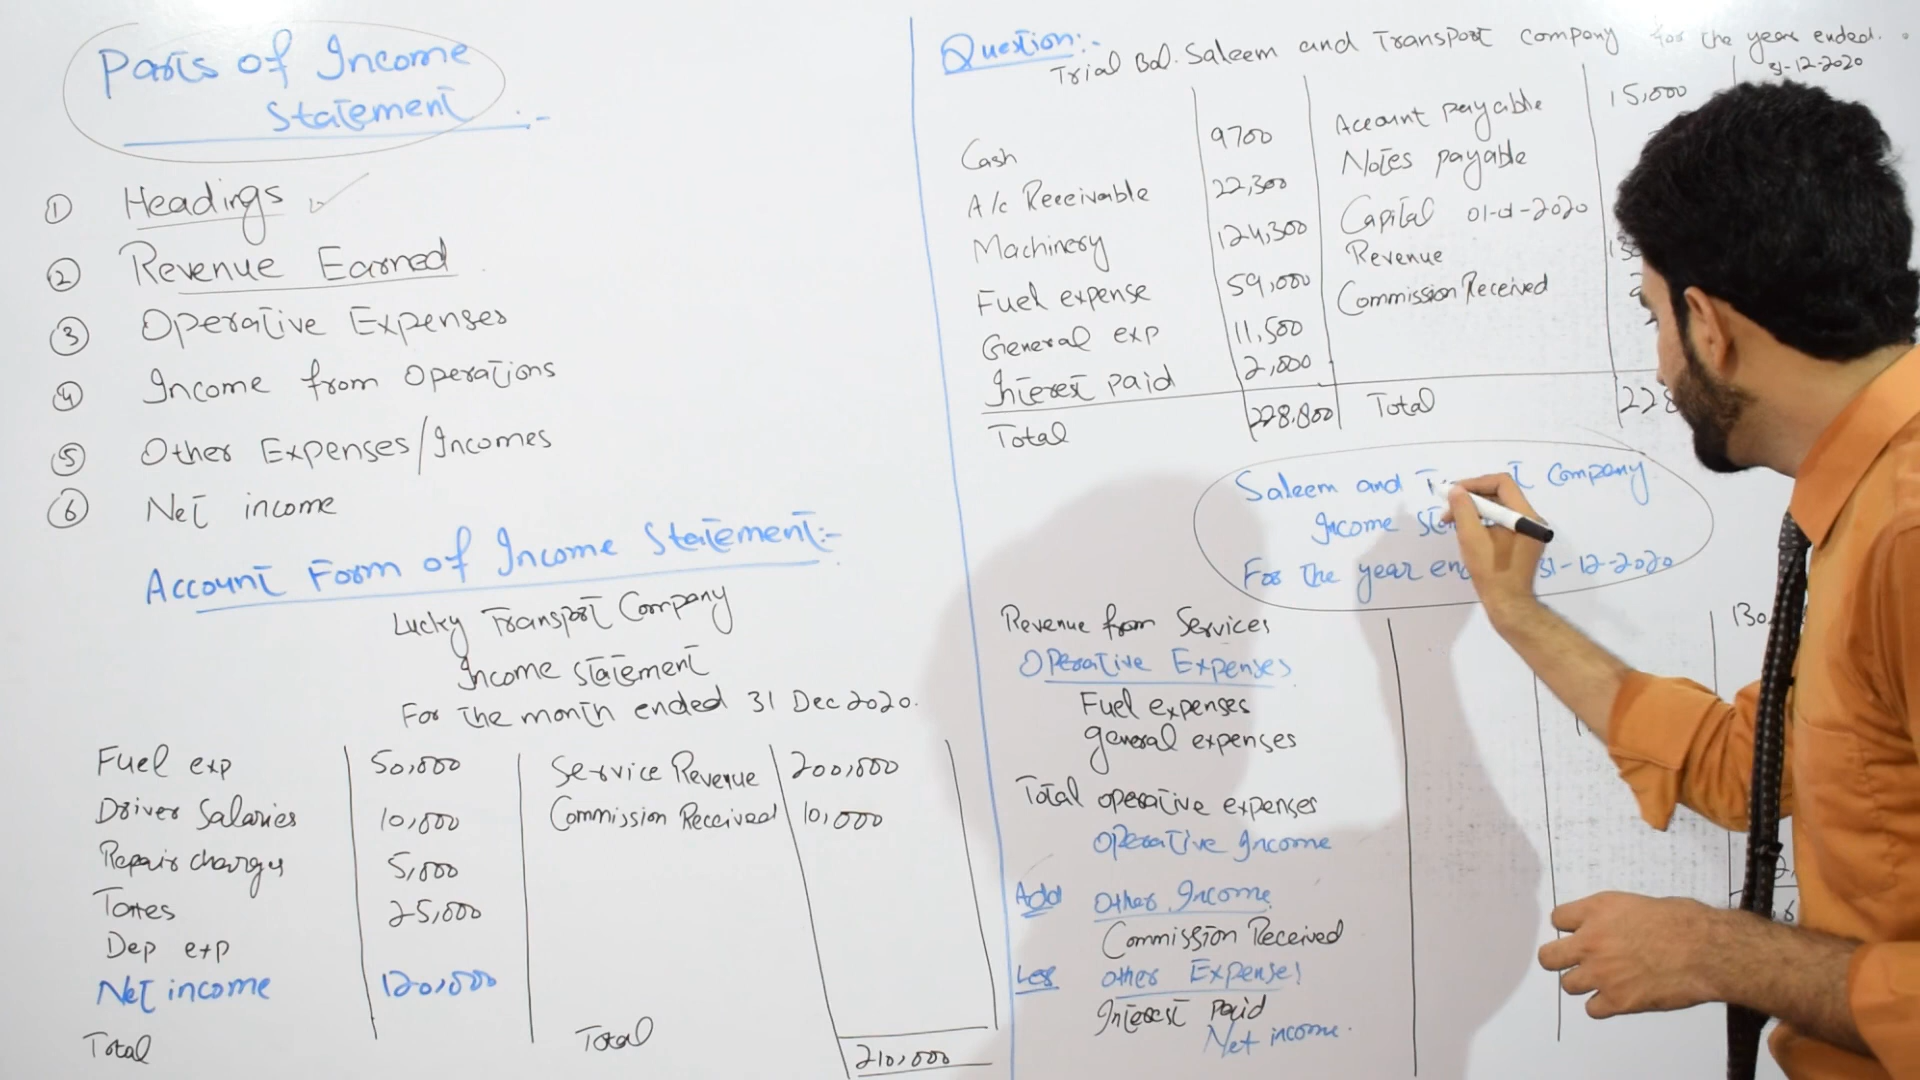 Parts of Income
Statement :-
① Headings ✓
② Revenue Earned
③ Operative Expenses
④ Income from Operations
⑤ Other Expenses/Incomes
⑥ Net income
Account Form of Income Statement:-
Lucky Transport Company
Income statement
For the month ended 31 Dec 2020.
Fuel exp 50,000 Service Revenue 200,000
Driver Salaries 10,000 Commission Received 10,000
Repair charges 5,000
Taxes 25,000
Dep exp
Net income 120,000
Total Total 210,000
Question:-
Trial Bal. Saleem and Transport Company for the year ended.
31-12-2020
Cash 9700 Account payable 15,000
A/c Receivable 22,300 Notes payable
Machinery 124,300 Capital 01-01-2020
Fuel expense 59,000 Revenue
General exp 11,500 Commission Received
Interest paid 2,000
Total 228,800 Total 228
Saleem and Company
Income
For the year 31-12-2020
Revenue from Services 130,
Operative Expenses
Fuel expenses
general expenses
Total operative expenses
Operative Income
Add Other Income
Commission Received
Less other Expenses
Interest paid
Net income.